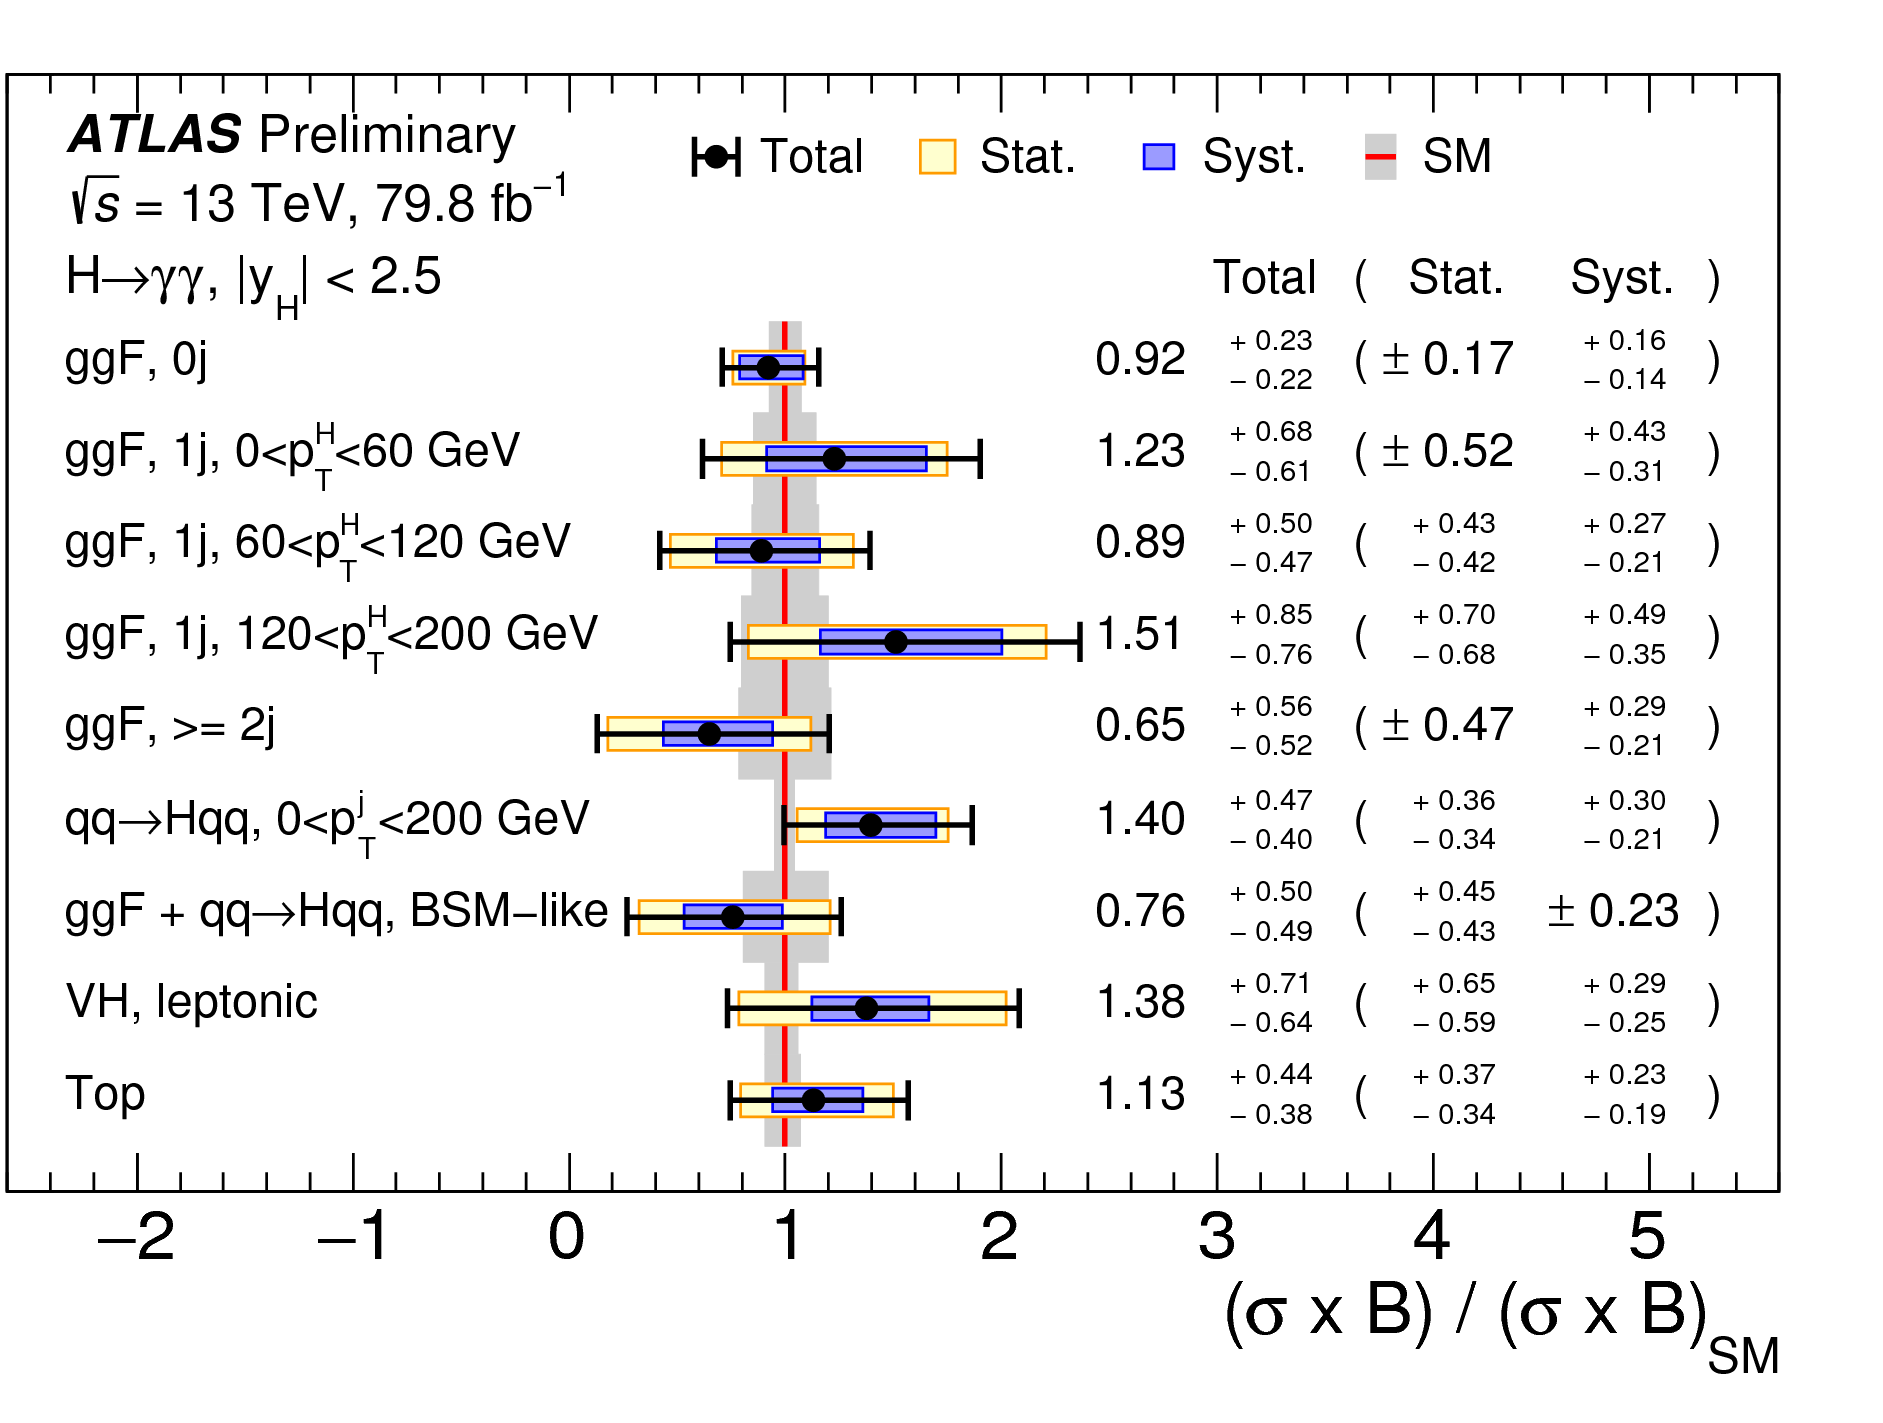 ATLAS Preliminary
√s = 13 TeV, 79.8 fb⁻¹
Total Stat. Syst. SM
H→γγ, |y_H| < 2.5 Total ( Stat. Syst. )
ggF, 0j 0.92 + 0.23 − 0.22 ( ± 0.17 + 0.16 − 0.14 )
ggF, 1j, 0<p_T^H<60 GeV 1.23 + 0.68 − 0.61 ( ± 0.52 + 0.43 − 0.31 )
ggF, 1j, 60<p_T^H<120 GeV 0.89 + 0.50 − 0.47 ( + 0.43 − 0.42 + 0.27 − 0.21 )
ggF, 1j, 120<p_T^H<200 GeV 1.51 + 0.85 − 0.76 ( + 0.70 − 0.68 + 0.49 − 0.35 )
ggF, >= 2j 0.65 + 0.56 − 0.52 ( ± 0.47 + 0.29 − 0.21 )
qq→Hqq, 0<p_T^j<200 GeV 1.40 + 0.47 − 0.40 ( + 0.36 − 0.34 + 0.30 − 0.21 )
ggF + qq→Hqq, BSM−like 0.76 + 0.50 − 0.49 ( + 0.45 − 0.43 ± 0.23 )
VH, leptonic 1.38 + 0.71 − 0.64 ( + 0.65 − 0.59 + 0.29 − 0.25 )
Top 1.13 + 0.44 − 0.38 ( + 0.37 − 0.34 + 0.23 − 0.19 )
−2 −1 0 1 2 3 4 5
(σ x B) / (σ x B)_SM